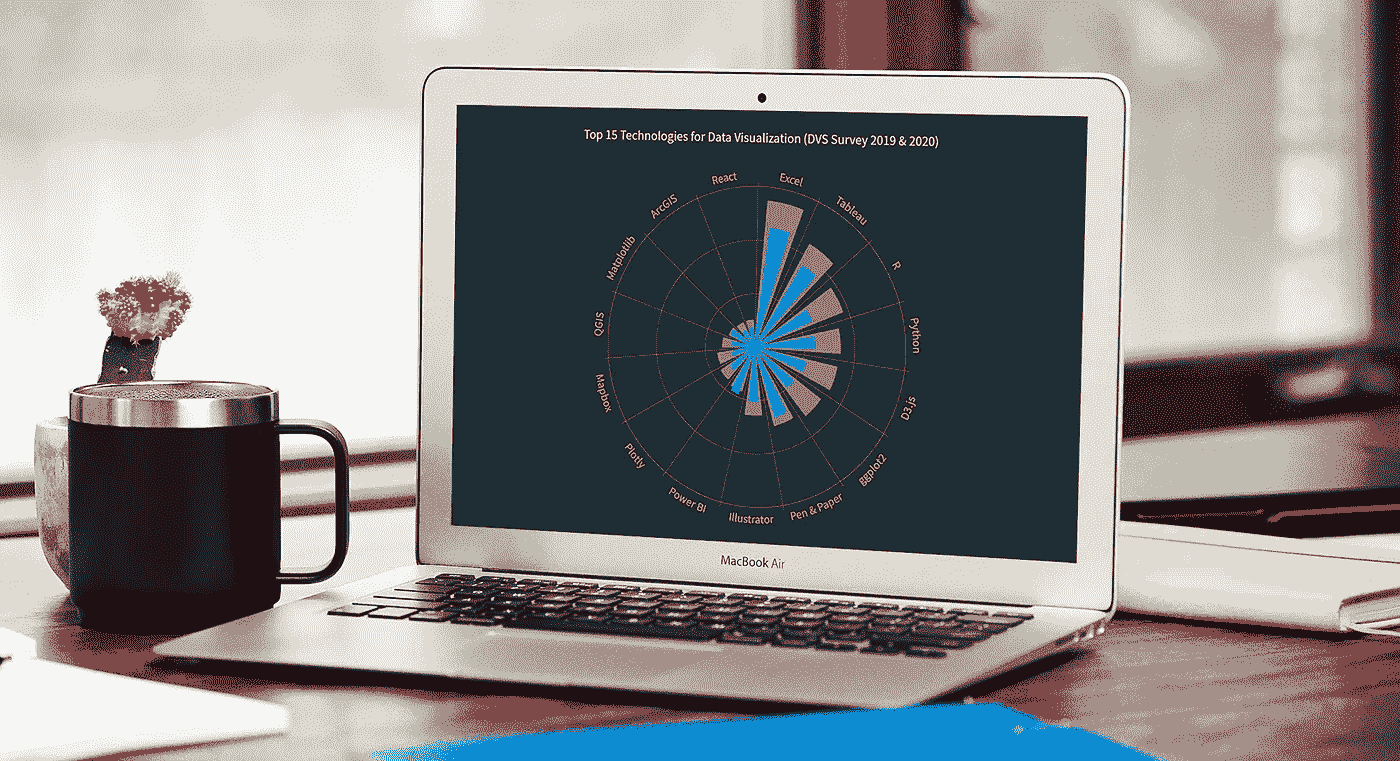 Top 15 Technologies for Data Visualization (DVS Survey 2019 & 2020)
Excel
Tableau
R
Python
D3.js
ggplot2
Pen & Paper
Illustrator
Power BI
Plotly
Mapbox
QGIS
Matplotlib
ArcGIS
React
MacBook Air